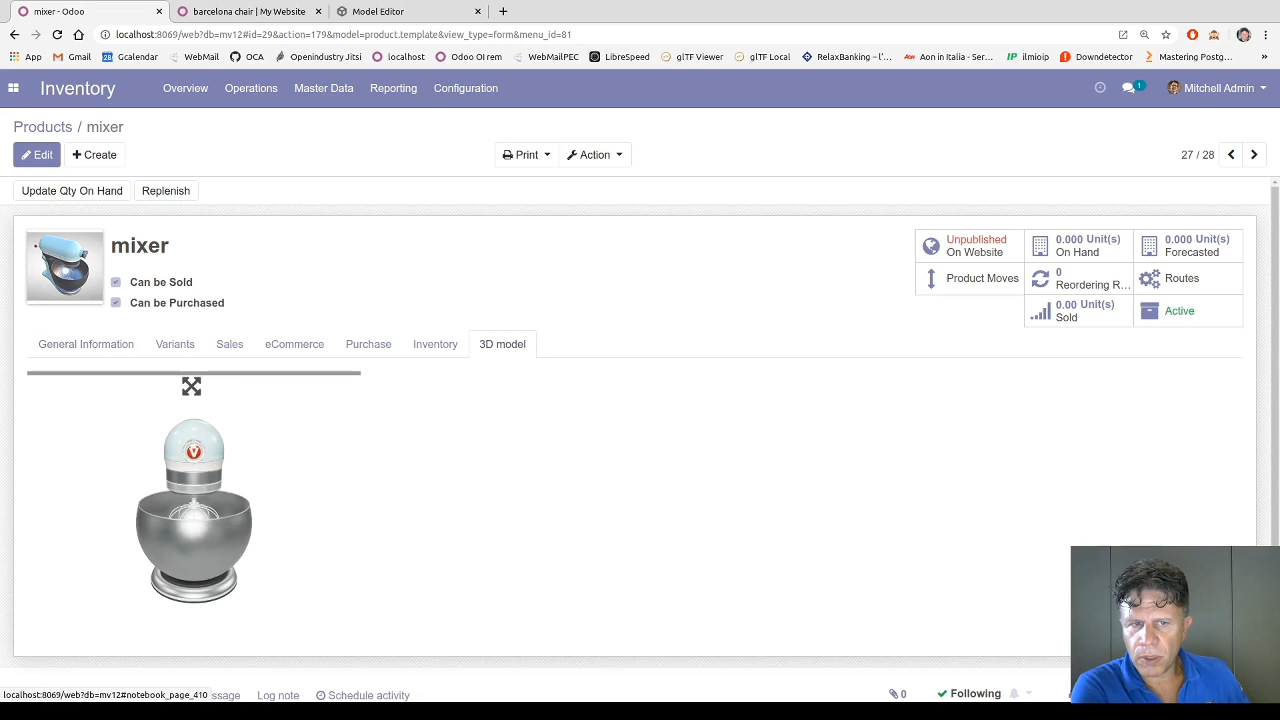 mixer - Odoo
barcelona chair | My Website
Model Editor
localhost:8069/web?db=mv12#id=29&action=179&model=product.template&view_type=form&menu_id=81
App Gmail Gcalendar WebMail OCA Openindustry Jitsi localhost Odoo OI rem WebMailPEC LibreSpeed glTF Viewer glTF Local RelaxBanking – l'... Aon in Italia - Ser... ilmioip Downdetector Mastering Postg... »
Inventory Overview Operations Master Data Reporting Configuration 1 Mitchell Admin
Products / mixer
Edit Create Print Action 27 / 28
Update Qty On Hand Replenish
mixer
Can be Sold
Can be Purchased
Unpublished
On Website
0.000 Unit(s)
On Hand
0.000 Unit(s)
Forecasted
Product Moves
0
Reordering R...
Routes
0.00 Unit(s)
Sold
Active
General Information Variants Sales eCommerce Purchase Inventory 3D model
V
localhost:8069/web?db=mv12#notebook_page_410
ssage Log note Schedule activity 0 Following